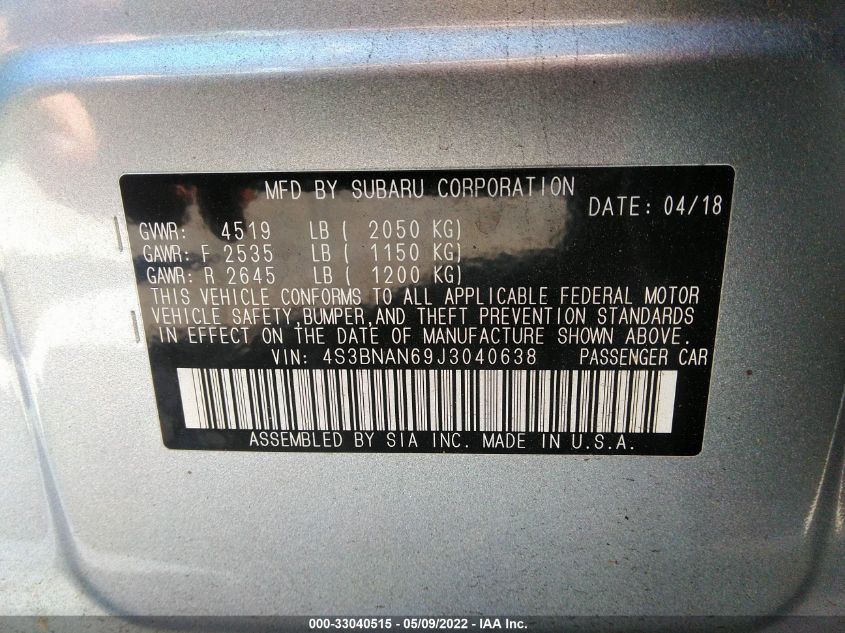 MFD BY SUBARU CORPORATION
DATE: 04/18
GVWR: 4519 LB ( 2050 KG)
GAWR: F 2535 LB ( 1150 KG)
GAWR: R 2645 LB ( 1200 KG)
THIS VEHICLE CONFORMS TO ALL APPLICABLE FEDERAL MOTOR
VEHICLE SAFETY,BUMPER,AND THEFT PREVENTION STANDARDS
IN EFFECT ON THE DATE OF MANUFACTURE SHOWN ABOVE.
VIN: 4S3BNAN69J3040638 PASSENGER CAR
ASSEMBLED BY SIA INC. MADE IN U.S.A.
000-33040515 - 05/09/2022 - IAA Inc.